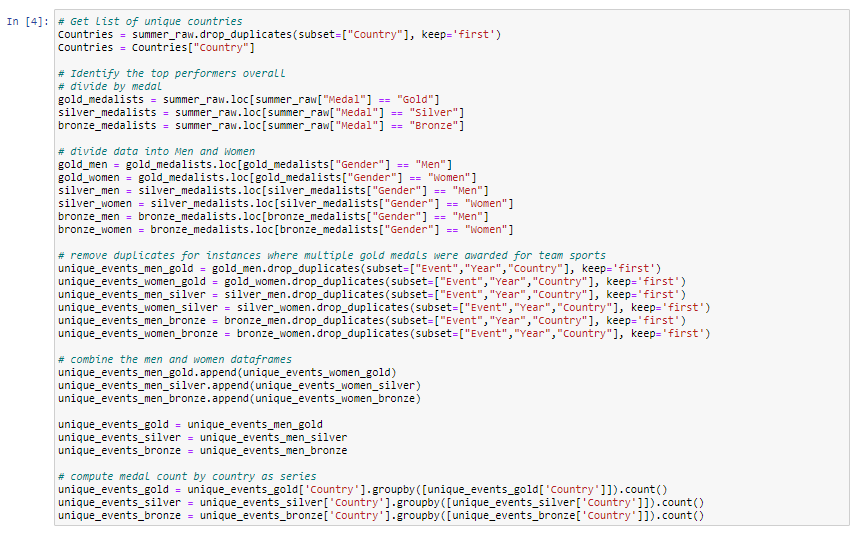 In [4]: # Get list of unique countries
Countries = summer_raw.drop_duplicates(subset=["Country"], keep='first')
Countries = Countries["Country"]
# Identify the top performers overall
# divide by medal
gold_medalists = summer_raw.loc[summer_raw["Medal"] == "Gold"]
silver_medalists = summer_raw.loc[summer_raw["Medal"] == "Silver"]
bronze_medalists = summer_raw.loc[summer_raw["Medal"] == "Bronze"]
# divide data into Men and Women
gold_men = gold_medalists.loc[gold_medalists["Gender"] == "Men"]
gold_women = gold_medalists.loc[gold_medalists["Gender"] == "Women"]
silver_men = silver_medalists.loc[silver_medalists["Gender"] == "Men"]
silver_women = silver_medalists.loc[silver_medalists["Gender"] == "Women"]
bronze_men = bronze_medalists.loc[bronze_medalists["Gender"] == "Men"]
bronze_women = bronze_medalists.loc[bronze_medalists["Gender"] == "Women"]
# remove duplicates for instances where multiple gold medals were awarded for team sports
unique_events_men_gold = gold_men.drop_duplicates(subset=["Event","Year","Country"], keep='first')
unique_events_women_gold = gold_women.drop_duplicates(subset=["Event","Year","Country"], keep='first')
unique_events_men_silver = silver_men.drop_duplicates(subset=["Event","Year","Country"], keep='first')
unique_events_women_silver = silver_women.drop_duplicates(subset=["Event","Year","Country"], keep='first')
unique_events_men_bronze = bronze_men.drop_duplicates(subset=["Event","Year","Country"], keep='first')
unique_events_women_bronze = bronze_women.drop_duplicates(subset=["Event","Year","Country"], keep='first')
# combine the men and women dataframes
unique_events_men_gold.append(unique_events_women_gold)
unique_events_men_silver.append(unique_events_women_silver)
unique_events_men_bronze.append(unique_events_women_bronze)
unique_events_gold = unique_events_men_gold
unique_events_silver = unique_events_men_silver
unique_events_bronze = unique_events_men_bronze
# compute medal count by country as series
unique_events_gold = unique_events_gold['Country'].groupby([unique_events_gold['Country']]).count()
unique_events_silver = unique_events_silver['Country'].groupby([unique_events_silver['Country']]).count()
unique_events_bronze = unique_events_bronze['Country'].groupby([unique_events_bronze['Country']]).count()